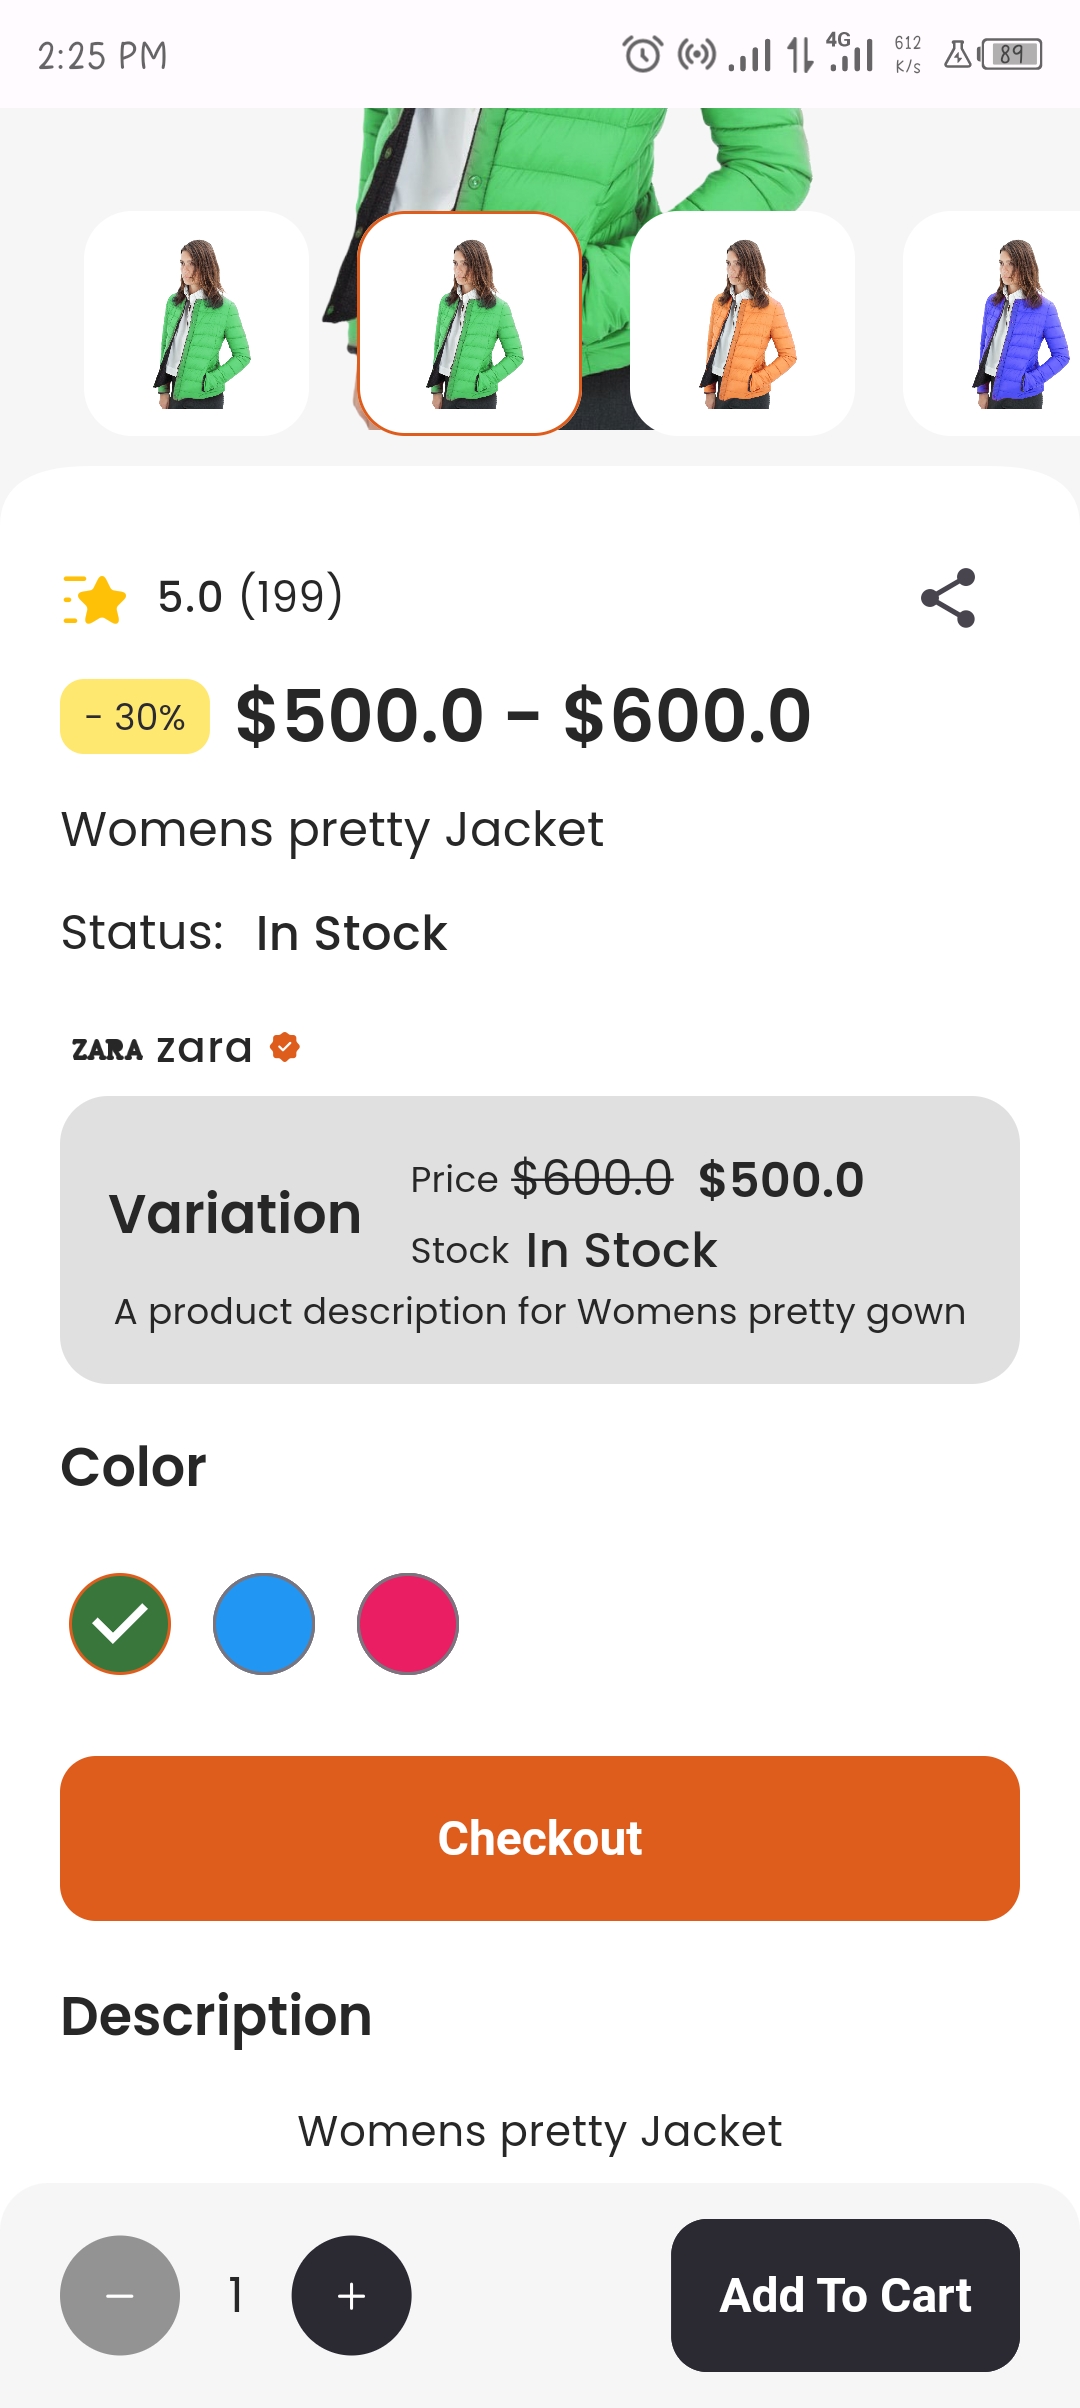 2:25 PM 4G 612 K/s 89
5.0 (199)
- 30% $500.0 - $600.0
Womens pretty Jacket
Status: In Stock
ZARA zara
Variation
Price $600.0 $500.0
Stock In Stock
A product description for Womens pretty gown
Color
Checkout
Description
Womens pretty Jacket
− 1 + Add To Cart